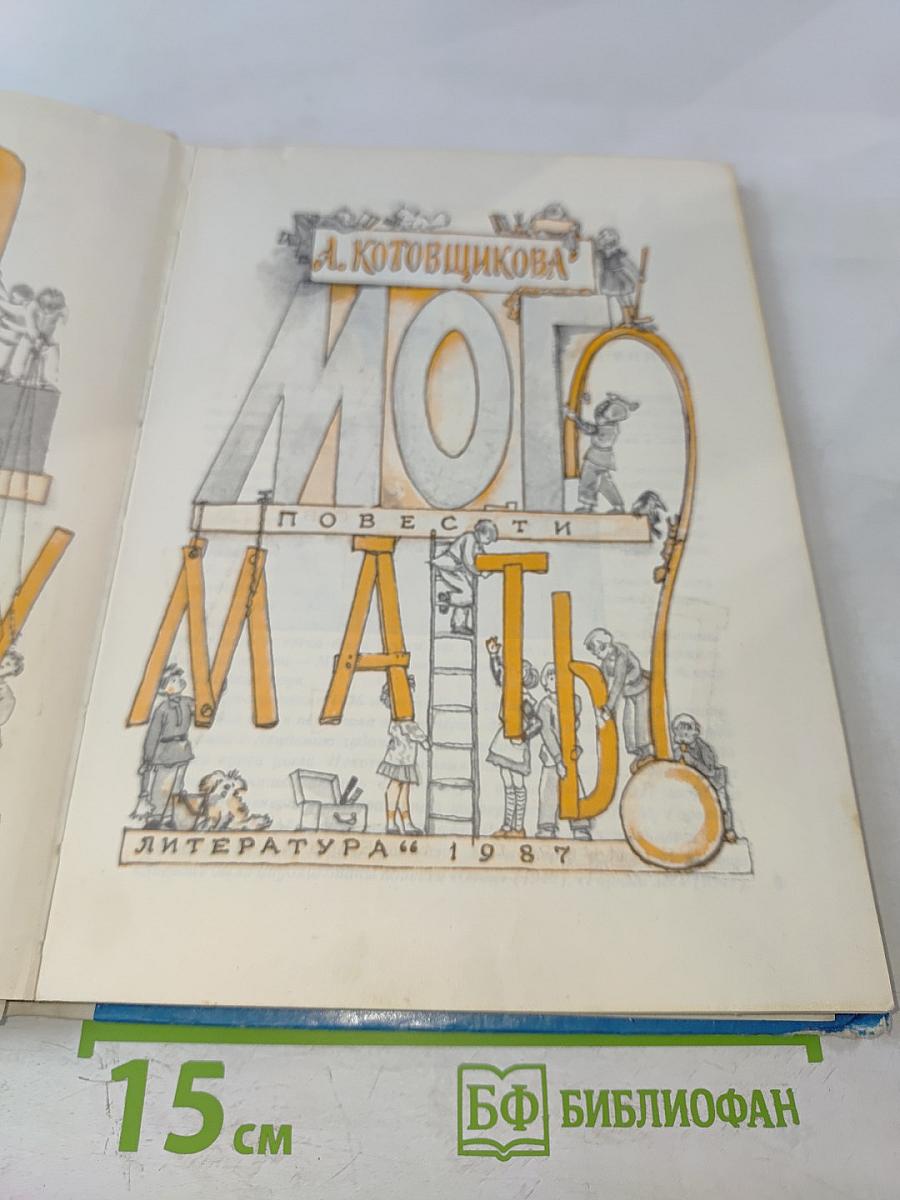 А. КОТОВЩИКОВА
МОГ
ПОВЕСТИ
МАТЬ?
ЛИТЕРАТУРА“ 1987
15 см
БФ БИБЛИОФАН